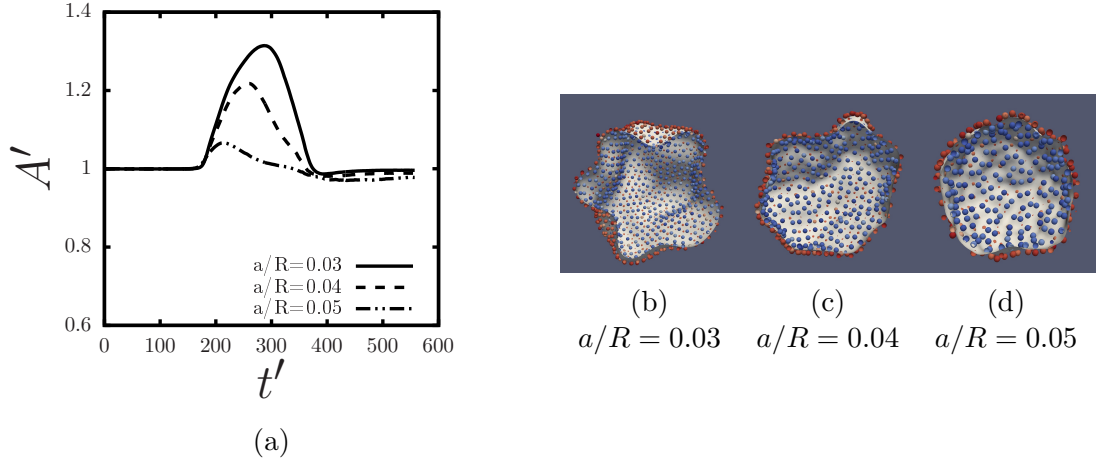 1.4
1.2
1
0.8
0.6
A′
0 100 200 300 400 500 600
t′
a/R=0.03
a/R=0.04
a/R=0.05
(a)
(b) (c) (d)
a/R = 0.03 a/R = 0.04 a/R = 0.05